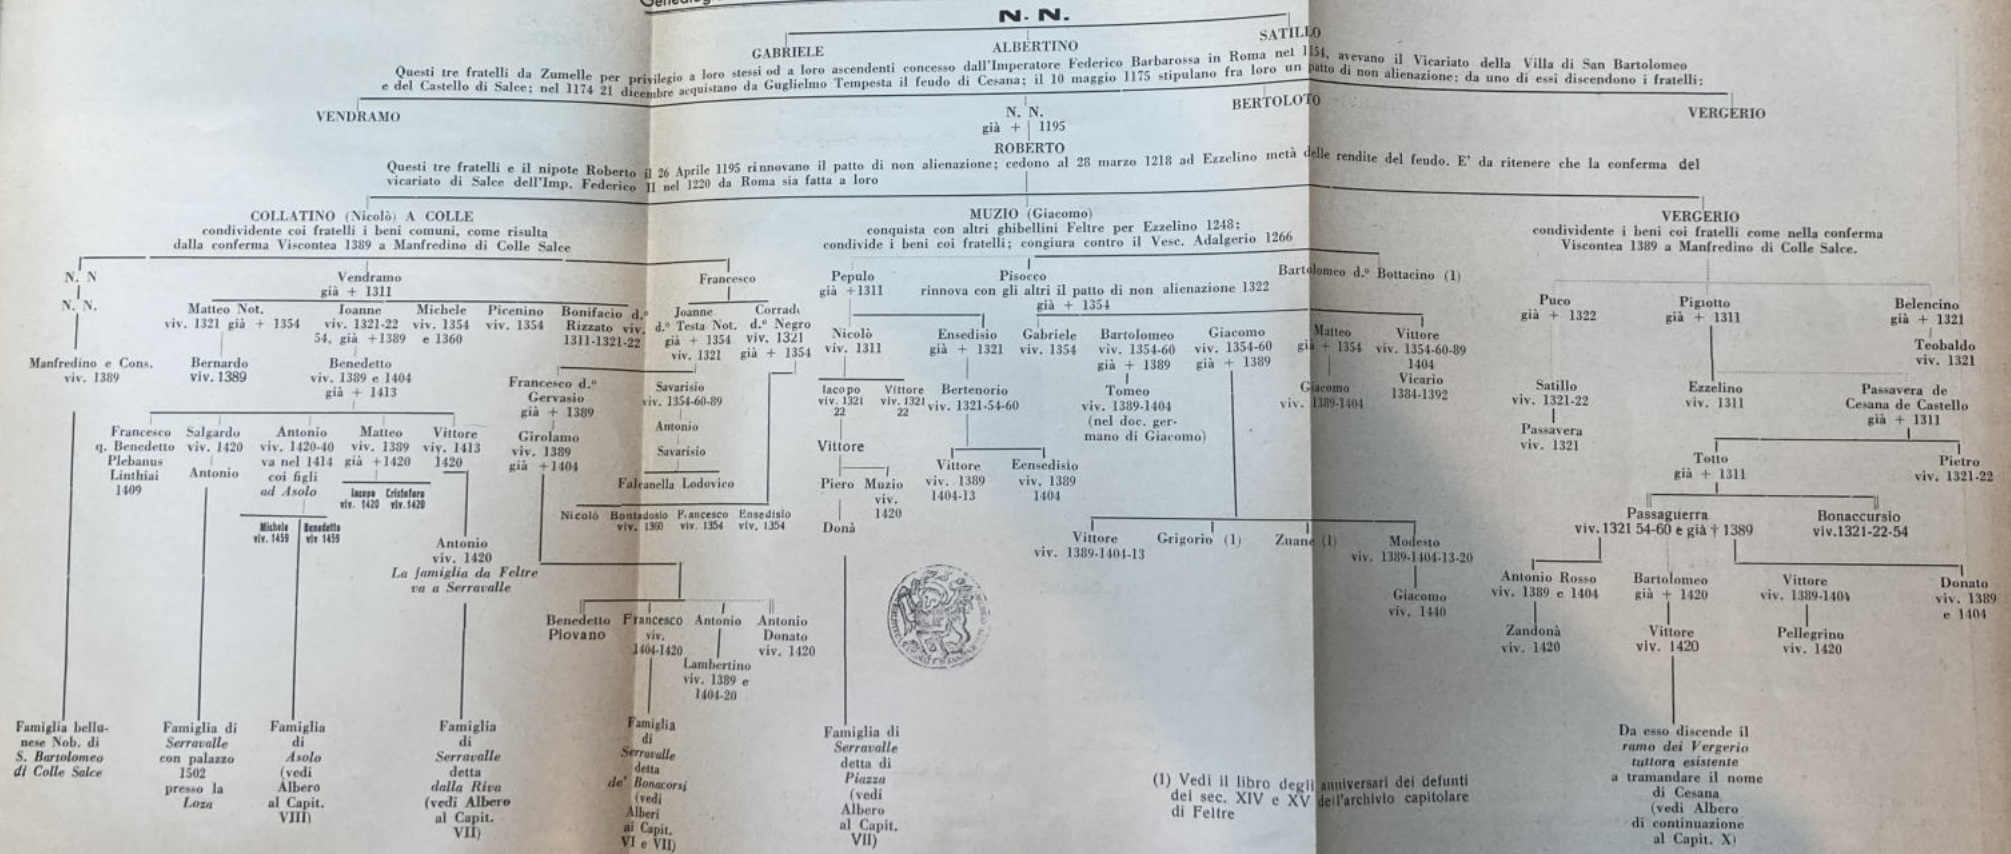 N. N.
GABRIELE
ALBERTINO
SATILLO
Questi tre fratelli da Zumelle per privilegio a loro stessi od a loro ascendenti concesso dall'Imperatore Federico Barbarossa in Roma nel 1154, avevano il Vicariato della Villa di San Bartolomeo
e del Castello di Salce; nel 1174 21 dicembre acquistano da Guglielmo Tempesta il feudo di Cesana; il 10 maggio 1175 stipulano fra loro un patto di non alienazione: da uno di essi discendono i fratelli:
VENDRAMO
N. N.
già + 1195
BERTOLOTO
VERGERIO
ROBERTO
Questi tre fratelli e il nipote Roberto il 26 Aprile 1195 rinnovano il patto di non alienazione; cedono al 28 marzo 1218 ad Ezzelino metà delle rendite del feudo. E' da ritenere che la conferma del
vicariato di Salce dell'Imp. Federico II nel 1220 da Roma sia fatta a loro
COLLATINO (Nicolò) A COLLE
condividente coi fratelli i beni comuni, come risulta
dalla conferma Viscontea 1389 a Manfredino di Colle Salce
MUZIO (Giacomo)
conquista con altri ghibellini Feltre per Ezzelino 1248:
condivide i beni coi fratelli; congiura contro il Vesc. Adalgerio 1266
VERGERIO
condividente i beni coi fratelli come nella conferma
Viscontea 1389 a Manfredino di Colle Salce.
N. N
N. N.
Manfredino e Cons.
viv. 1389
Vendramo
già + 1311
Francesco
Matteo Not.
viv. 1321 già + 1354
Joanne
viv. 1321-22
54, già +1389
Michele
viv. 1354
e 1360
Picenino
viv. 1354
Bonifacio d.º
Rizzato viv.
1311-1321-22
Joanne
d.º Testa Not.
già + 1354
viv. 1321
d.º Negro
viv. 1321
già + 1354
Bernardo
viv. 1389
Benedetto
viv. 1389 e 1404
già + 1413
Francesco d.º
Gervasio
già + 1389
Savarisio
viv. 1354-60-89
Girolamo
viv. 1389
già +1404
Antonio
Savarisio
Falcanella Lodovico
Francesco
q. Benedetto
Plebanus
Linthiai
1409
Salgardo
viv. 1420
Antonio
Antonio
viv. 1420-40
va nel 1414
coi figli
ad Asolo
Matteo
viv. 1389
già +1420
Vittore
viv. 1413
1420
Iacopo
viv. 1420
Cristoforo
viv. 1420
Michele
viv. 1459
Benedetto
viv 1459
Antonio
viv. 1420
La famiglia da Feltre
va a Serravalle
Nicolò
Bontadosio
viv. 1360
Francesco
viv. 1354
Ensedisio
viv. 1354
Benedetto
Piovano
Francesco
viv.
1404-1420
Antonio
Antonio
Donato
viv. 1420
Lambertino
viv. 1389 e
1404-20
Pepulo
già +1311
Pisocco
rinnova con gli altri il patto di non alienazione 1322
già + 1354
Bartolomeo d.º Bottacino (1)
Nicolò
viv. 1311
Ensedisio
già + 1321
Gabriele
viv. 1354
Bartolomeo
viv. 1354-60
già + 1389
Giacomo
viv. 1354-60
già + 1389
Matteo
già + 1354
Vittore
viv. 1354-60-89
1404
Vicario
1384-1392
Iacopo
viv. 1321
22
Vittore
viv. 1321
22
Bertenorio
viv. 1321-54-60
Tomeo
viv. 1389-1404
(nel doc. ger-
mano di Giacomo)
Giacomo
viv. 1389-1404
Vittore
Piero
Muzio
viv.
1420
Donà
Vittore
viv. 1389
1404-13
Eensedisio
viv. 1389
1404
Vittore
viv. 1389-1404-13
Grigorio (1)
Zuane (1)
Modesto
viv. 1389-1404-13-20
Giacomo
viv. 1440
Puco
già + 1322
Pigiotto
già + 1311
Belencino
già + 1321
Teobaldo
viv. 1321
Satillo
viv. 1321-22
Passavera
viv. 1321
Ezzelino
viv. 1311
Passavera de
Cesana de Castello
già + 1311
Totto
già + 1311
Pietro
viv. 1321-22
Passaguerra
viv. 1321 54-60 e già † 1389
Bonaccursio
viv.1321-22-54
Antonio Rosso
viv. 1389 e 1404
Bartolomeo
già + 1420
Vittore
viv. 1389-1404
Donato
viv. 1389
e 1404
Zandonà
viv. 1420
Vittore
viv. 1420
Pellegrino
viv. 1420
Famiglia bellu-
nese Nob. di
S. Bartolomeo
di Colle Salce
Famiglia di
Serravalle
con palazzo
1502
presso la
Loza
Famiglia
di
Asolo
(vedi
Albero
al Capit.
VIII)
Famiglia
di
Serravalle
detta
dalla Riva
(vedi Albero
al Capit.
VII)
Famiglia
di
Serravalle
detta
de' Bonacorsi
(vedi
Alberi
ai Capit.
VI e VII)
Famiglia di
Serravalle
detta di
Piazza
(vedi
Albero
al Capit.
VII)
(1) Vedi il libro degli anniversari dei defunti
dei sec. XIV e XV dell'archivio capitolare
di Feltre
Da esso discende il
ramo dei Vergerio
tuttora esistente
a tramandare il nome
di Cesana
(vedi Albero
di continuazione
al Capit. X)